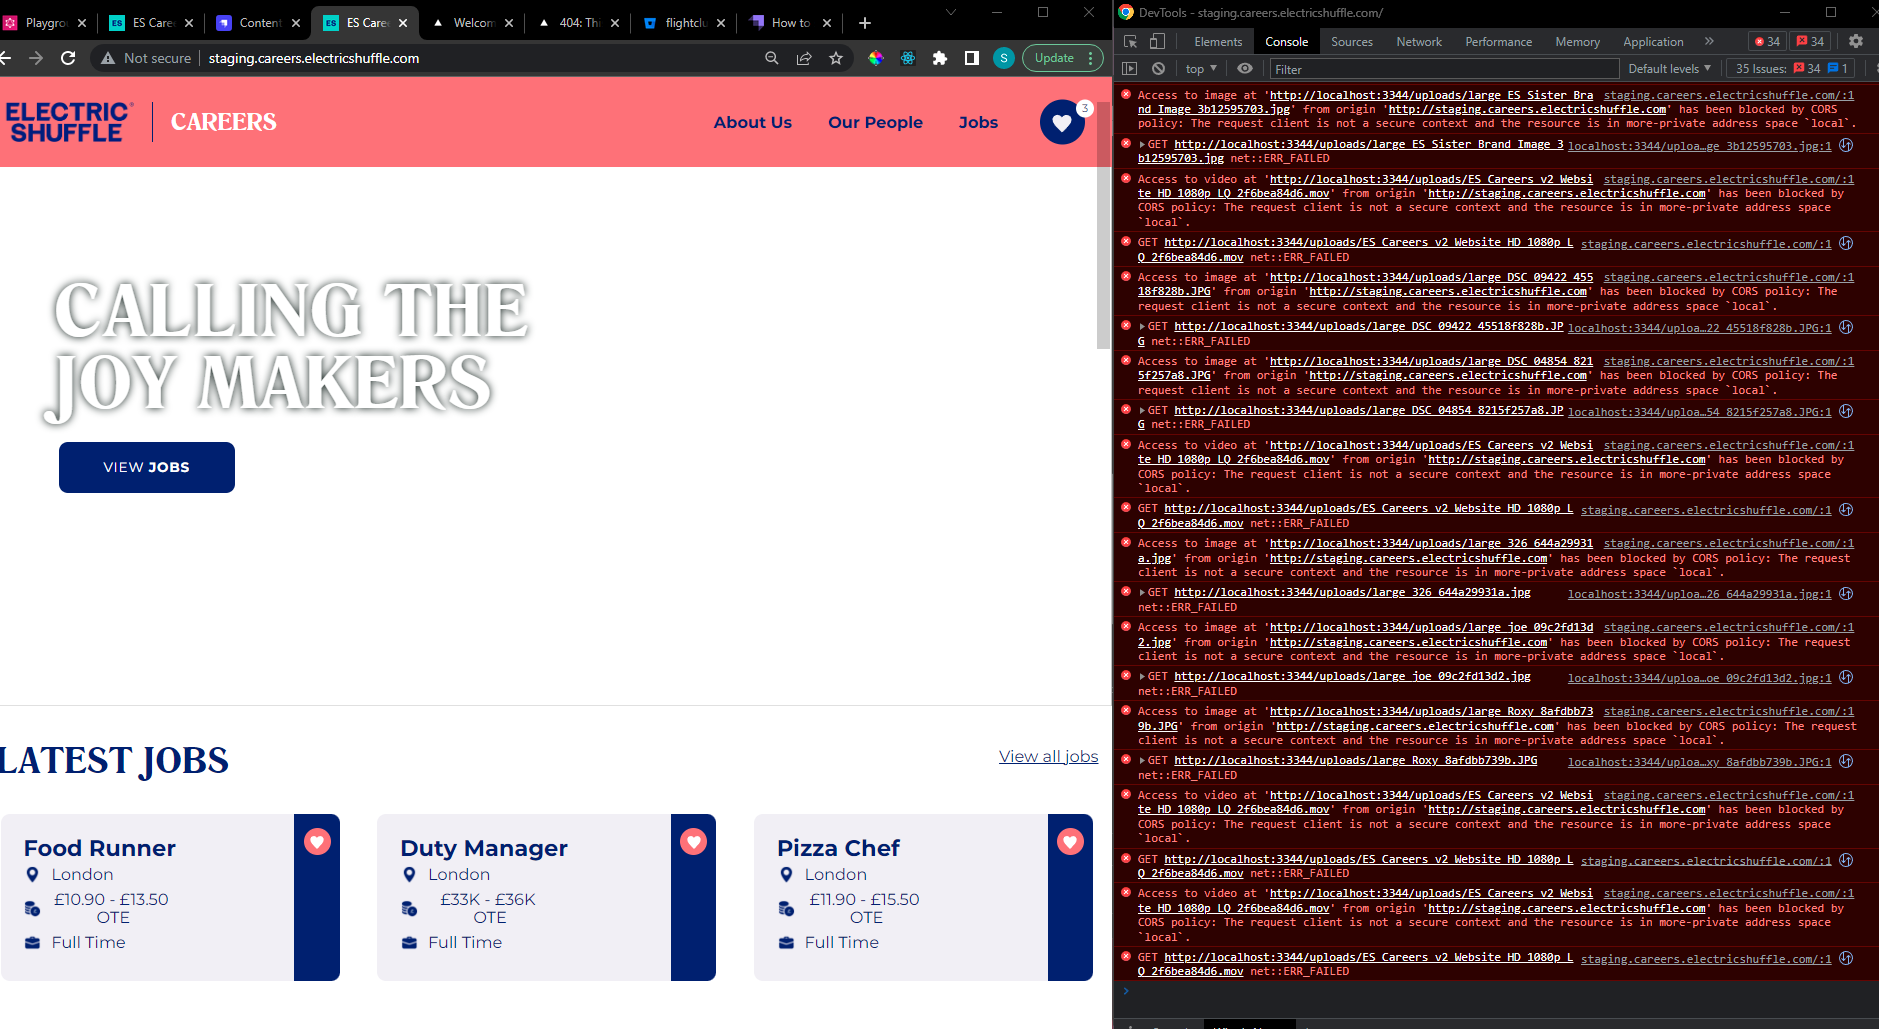 Playgro
ES Care
Content
ES Care
Welcom
404: Thi
flightclu
How to
Not secure
staging.careers.electricshuffle.com
S
Update
ELECTRIC
SHUFFLE
CAREERS
About Us
Our People
Jobs
3
CALLING THE
JOY MAKERS
VIEW JOBS
LATEST JOBS
View all jobs
Food Runner
London
£10.90 - £13.50
OTE
Full Time
Duty Manager
London
£33K - £36K
OTE
Full Time
Pizza Chef
London
£11.90 - £15.50
OTE
Full Time
DevTools - staging.careers.electricshuffle.com/
Elements Console Sources Network Performance Memory Application » 34 34
top Filter Default levels 35 Issues: 34 1
Access to image at 'http://localhost:3344/uploads/large_ES_Sister_Bra staging.careers.electricshuffle.com/:1
nd_Image_3b12595703.jpg' from origin 'http://staging.careers.electricshuffle.com' has been blocked by CORS
policy: The request client is not a secure context and the resource is in more-private address space `local`.
GET http://localhost:3344/uploads/large_ES_Sister_Brand_Image_3 localhost:3344/uploa…ge_3b12595703.jpg:1
b12595703.jpg net::ERR_FAILED
Access to video at 'http://localhost:3344/uploads/ES_Careers_v2_Websi staging.careers.electricshuffle.com/:1
te_HD_1080p_LQ_2f6bea84d6.mov' from origin 'http://staging.careers.electricshuffle.com' has been blocked by
CORS policy: The request client is not a secure context and the resource is in more-private address space
`local`.
GET http://localhost:3344/uploads/ES_Careers_v2_Website_HD_1080p_L staging.careers.electricshuffle.com/:1
Q_2f6bea84d6.mov net::ERR_FAILED
Access to image at 'http://localhost:3344/uploads/large_DSC_09422_455 staging.careers.electricshuffle.com/:1
18f828b.JPG' from origin 'http://staging.careers.electricshuffle.com' has been blocked by CORS policy: The
request client is not a secure context and the resource is in more-private address space `local`.
GET http://localhost:3344/uploads/large_DSC_09422_45518f828b.JP localhost:3344/uploa…22_45518f828b.JPG:1
G net::ERR_FAILED
Access to image at 'http://localhost:3344/uploads/large_DSC_04854_821 staging.careers.electricshuffle.com/:1
5f257a8.JPG' from origin 'http://staging.careers.electricshuffle.com' has been blocked by CORS policy: The
request client is not a secure context and the resource is in more-private address space `local`.
GET http://localhost:3344/uploads/large_DSC_04854_8215f257a8.JP localhost:3344/uploa…54_8215f257a8.JPG:1
G net::ERR_FAILED
Access to video at 'http://localhost:3344/uploads/ES_Careers_v2_Websi staging.careers.electricshuffle.com/:1
te_HD_1080p_LQ_2f6bea84d6.mov' from origin 'http://staging.careers.electricshuffle.com' has been blocked by
CORS policy: The request client is not a secure context and the resource is in more-private address space
`local`.
GET http://localhost:3344/uploads/ES_Careers_v2_Website_HD_1080p_L staging.careers.electricshuffle.com/:1
Q_2f6bea84d6.mov net::ERR_FAILED
Access to image at 'http://localhost:3344/uploads/large_326_644a29931 staging.careers.electricshuffle.com/:1
a.jpg' from origin 'http://staging.careers.electricshuffle.com' has been blocked by CORS policy: The request
client is not a secure context and the resource is in more-private address space `local`.
GET http://localhost:3344/uploads/large_326_644a29931a.jpg localhost:3344/uploa…26_644a29931a.jpg:1
net::ERR_FAILED
Access to image at 'http://localhost:3344/uploads/large_joe_09c2fd13d staging.careers.electricshuffle.com/:1
2.jpg' from origin 'http://staging.careers.electricshuffle.com' has been blocked by CORS policy: The request
client is not a secure context and the resource is in more-private address space `local`.
GET http://localhost:3344/uploads/large_joe_09c2fd13d2.jpg localhost:3344/uploa…oe_09c2fd13d2.jpg:1
net::ERR_FAILED
Access to image at 'http://localhost:3344/uploads/large_Roxy_8afdbb73 staging.careers.electricshuffle.com/:1
9b.JPG' from origin 'http://staging.careers.electricshuffle.com' has been blocked by CORS policy: The request
client is not a secure context and the resource is in more-private address space `local`.
GET http://localhost:3344/uploads/large_Roxy_8afdbb739b.JPG localhost:3344/uploa…xy_8afdbb739b.JPG:1
net::ERR_FAILED
Access to video at 'http://localhost:3344/uploads/ES_Careers_v2_Websi staging.careers.electricshuffle.com/:1
te_HD_1080p_LQ_2f6bea84d6.mov' from origin 'http://staging.careers.electricshuffle.com' has been blocked by
CORS policy: The request client is not a secure context and the resource is in more-private address space
`local`.
GET http://localhost:3344/uploads/ES_Careers_v2_Website_HD_1080p_L staging.careers.electricshuffle.com/:1
Q_2f6bea84d6.mov net::ERR_FAILED
Access to video at 'http://localhost:3344/uploads/ES_Careers_v2_Websi staging.careers.electricshuffle.com/:1
te_HD_1080p_LQ_2f6bea84d6.mov' from origin 'http://staging.careers.electricshuffle.com' has been blocked by
CORS policy: The request client is not a secure context and the resource is in more-private address space
`local`.
GET http://localhost:3344/uploads/ES_Careers_v2_Website_HD_1080p_L staging.careers.electricshuffle.com/:1
Q_2f6bea84d6.mov net::ERR_FAILED